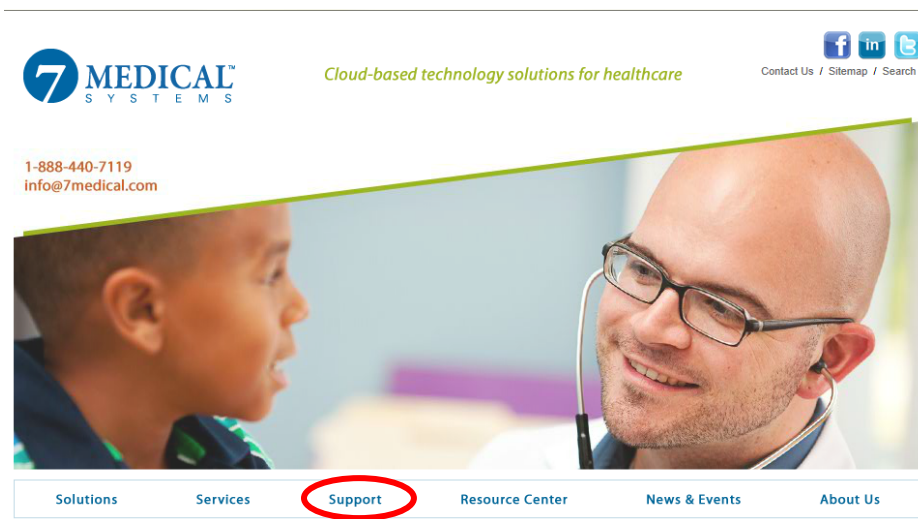 7 MEDICAL™
SYSTEMS
Cloud-based technology solutions for healthcare
f in
Contact Us / Sitemap / Search
1-888-440-7119
info@7medical.com
Solutions Services Support Resource Center News & Events About Us